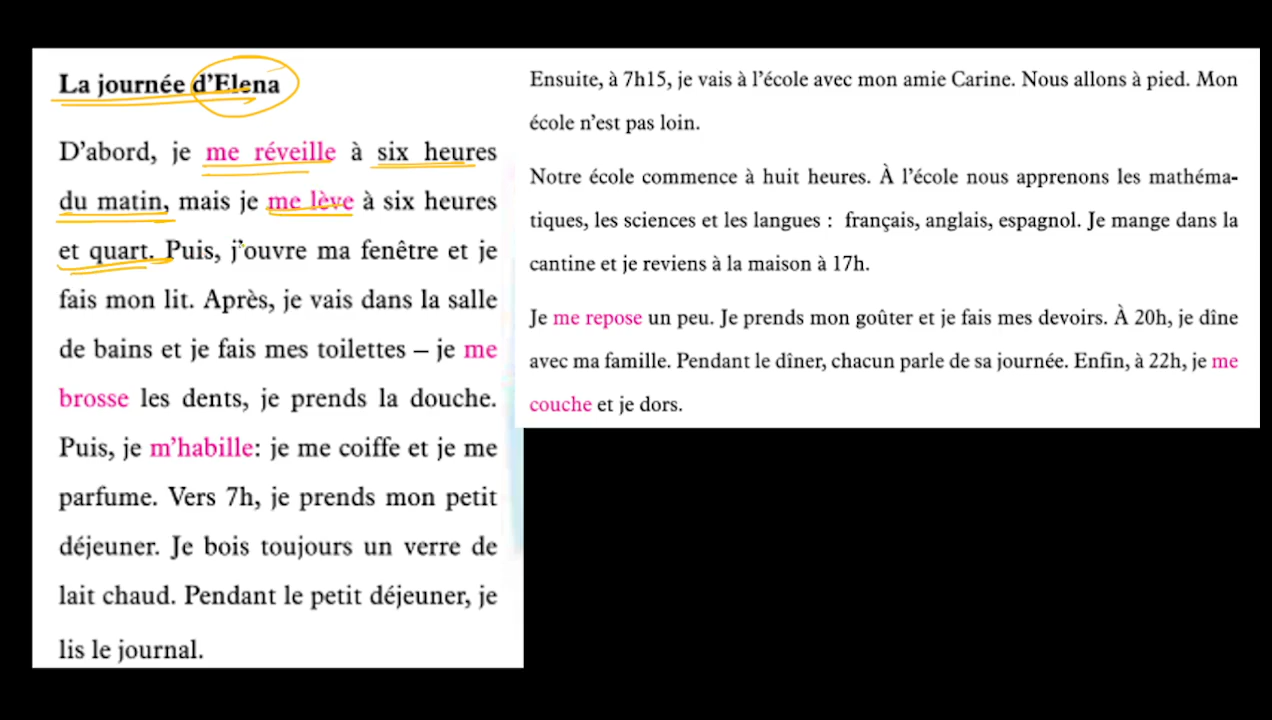 La journée d'Elena
D'abord, je me réveille à six heures
du matin, mais je me lève à six heures
et quart. Puis, j'ouvre ma fenêtre et je
fais mon lit. Après, je vais dans la salle
de bains et je fais mes toilettes – je me
brosse les dents, je prends la douche.
Puis, je m'habille: je me coiffe et je me
parfume. Vers 7h, je prends mon petit
déjeuner. Je bois toujours un verre de
lait chaud. Pendant le petit déjeuner, je
lis le journal.
Ensuite, à 7h15, je vais à l'école avec mon amie Carine. Nous allons à pied. Mon
école n'est pas loin.
Notre école commence à huit heures. À l'école nous apprenons les mathéma-
tiques, les sciences et les langues : français, anglais, espagnol. Je mange dans la
cantine et je reviens à la maison à 17h.
Je me repose un peu. Je prends mon goûter et je fais mes devoirs. À 20h, je dîne
avec ma famille. Pendant le dîner, chacun parle de sa journée. Enfin, à 22h, je me
couche et je dors.